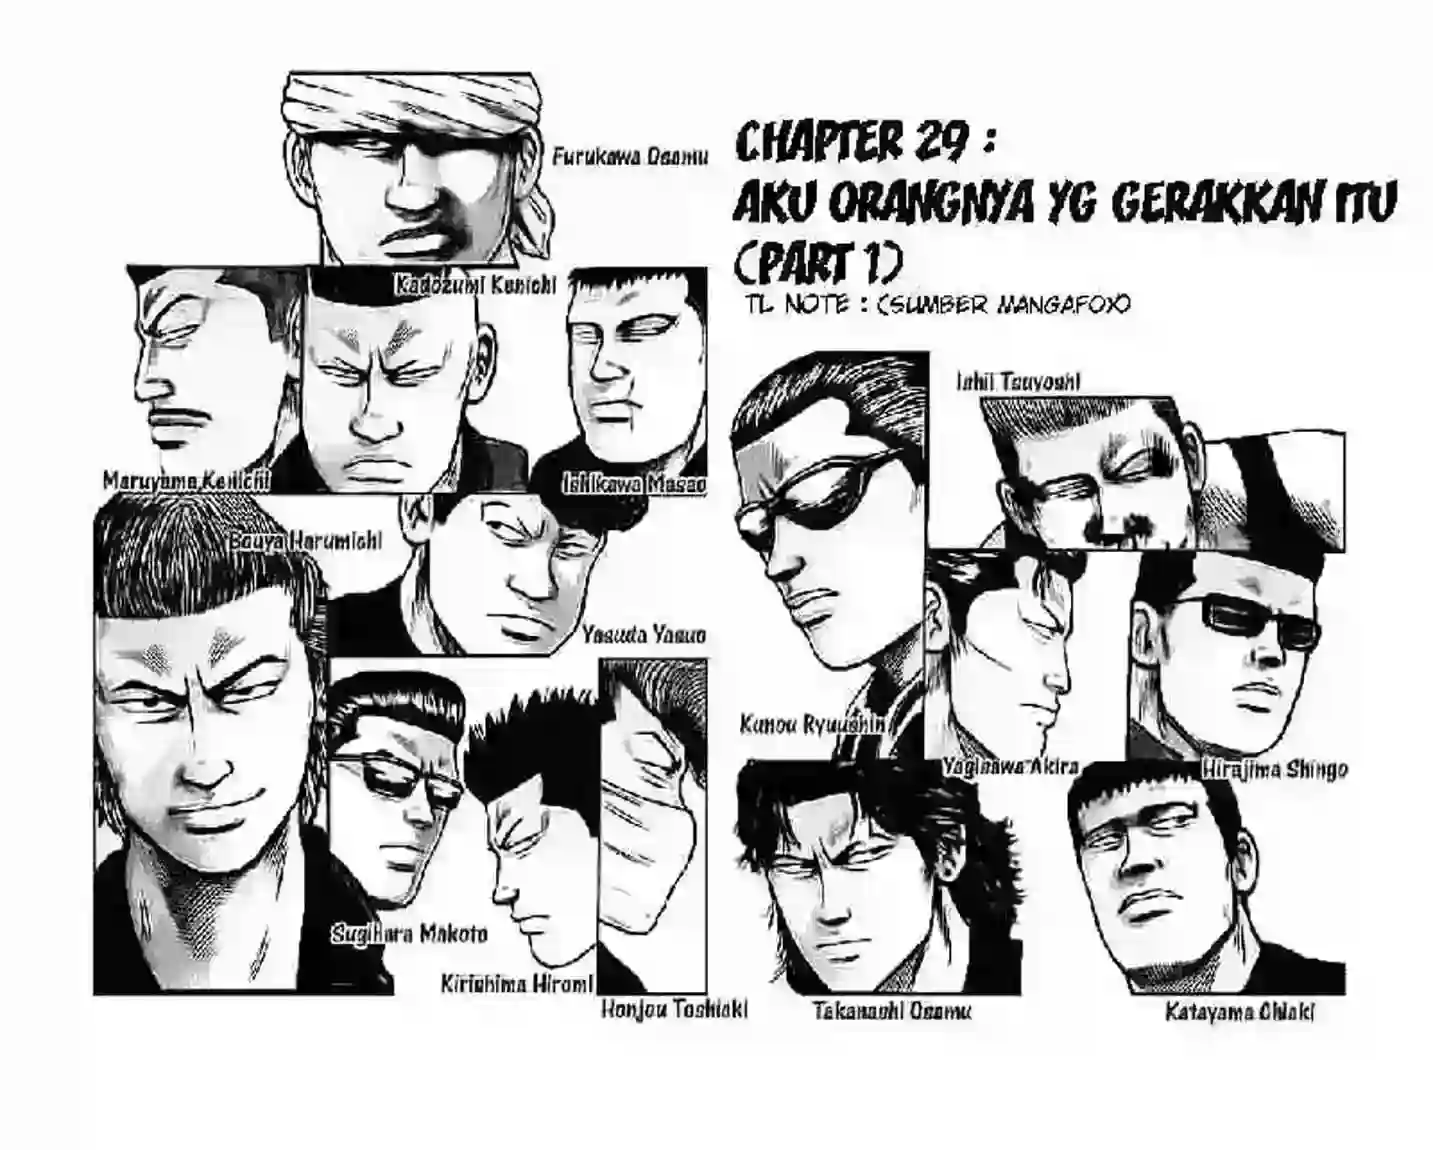 Furukawa Osamu
CHAPTER 29 :
AKU ORANGNYA YG GERAKKAN ITU
(PART 1)
TL NOTE : (SUMBER MANGAFOX)
Kadozumi Kenichi
Maruyama Kenichi
Ishikawa Masao
Bouya Harumichi
Yasuda Yasuo
Sugihara Makoto
Kirishima Hiromi
Honjou Toshiaki
Ishii Tsuyoshi
Kunou Ryuushin
Yagisawa Akira
Hirajima Shingo
Takanashi Osamu
Katayama Chiaki